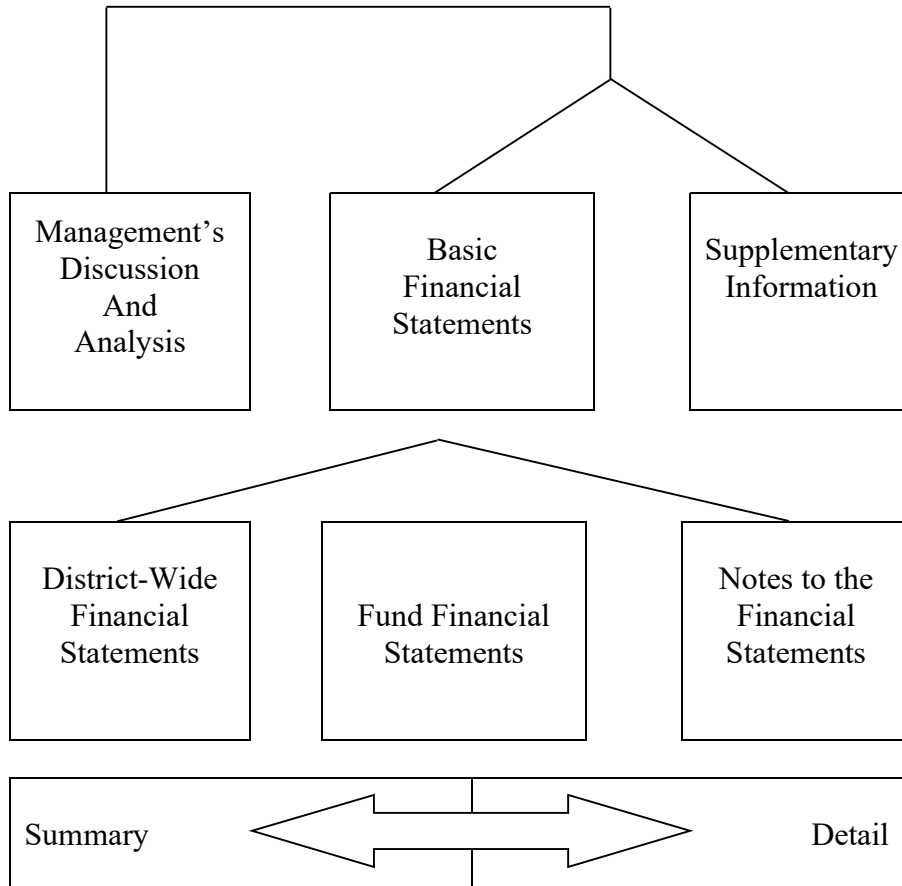 Management’s
Discussion
And
Analysis
Basic
Financial
Statements
Supplementary
Information
District-Wide
Financial
Statements
Fund Financial
Statements
Notes to the
Financial
Statements
Summary
Detail